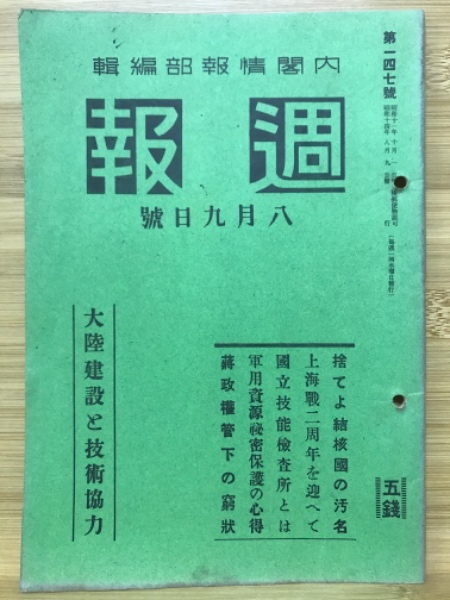 第一四七號
內閣情報部編輯
週報
八月九日號
捨てよ結核國の汚名
上海戰二周年を迎へて
國立技能檢査所とは
軍用資源祕密保護の心得
蔣政權管下の窮狀
大陸建設と技術協力
五錢